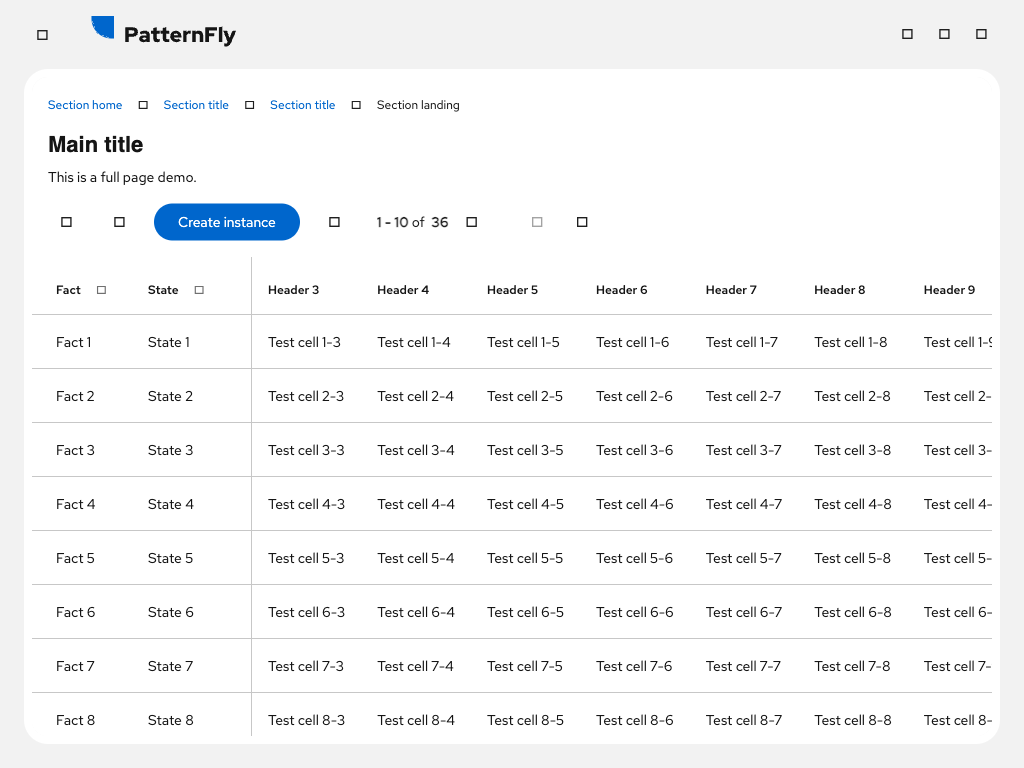 PatternFly
Section home Section title Section title Section landing
Main title
This is a full page demo.
Create instance 1 - 10 of 36
Fact State Header 3 Header 4 Header 5 Header 6 Header 7 Header 8 Header 9
Fact 1 State 1 Test cell 1-3 Test cell 1-4 Test cell 1-5 Test cell 1-6 Test cell 1-7 Test cell 1-8 Test cell 1-9
Fact 2 State 2 Test cell 2-3 Test cell 2-4 Test cell 2-5 Test cell 2-6 Test cell 2-7 Test cell 2-8 Test cell 2-
Fact 3 State 3 Test cell 3-3 Test cell 3-4 Test cell 3-5 Test cell 3-6 Test cell 3-7 Test cell 3-8 Test cell 3-
Fact 4 State 4 Test cell 4-3 Test cell 4-4 Test cell 4-5 Test cell 4-6 Test cell 4-7 Test cell 4-8 Test cell 4-
Fact 5 State 5 Test cell 5-3 Test cell 5-4 Test cell 5-5 Test cell 5-6 Test cell 5-7 Test cell 5-8 Test cell 5-
Fact 6 State 6 Test cell 6-3 Test cell 6-4 Test cell 6-5 Test cell 6-6 Test cell 6-7 Test cell 6-8 Test cell 6-
Fact 7 State 7 Test cell 7-3 Test cell 7-4 Test cell 7-5 Test cell 7-6 Test cell 7-7 Test cell 7-8 Test cell 7-
Fact 8 State 8 Test cell 8-3 Test cell 8-4 Test cell 8-5 Test cell 8-6 Test cell 8-7 Test cell 8-8 Test cell 8-